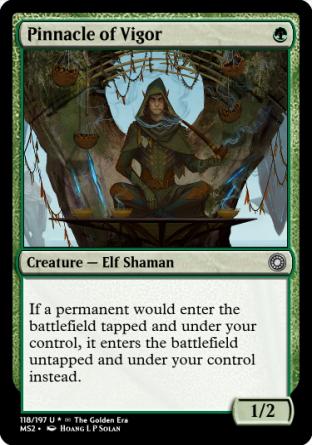 Pinnacle of Vigor
Creature — Elf Shaman
If a permanent would enter the
battlefield tapped and under your
control, it enters the battlefield
untapped and under your control
instead.
1/2
118/197 U * ∞ The Golden Era
MS2 • Hoang L P Solan